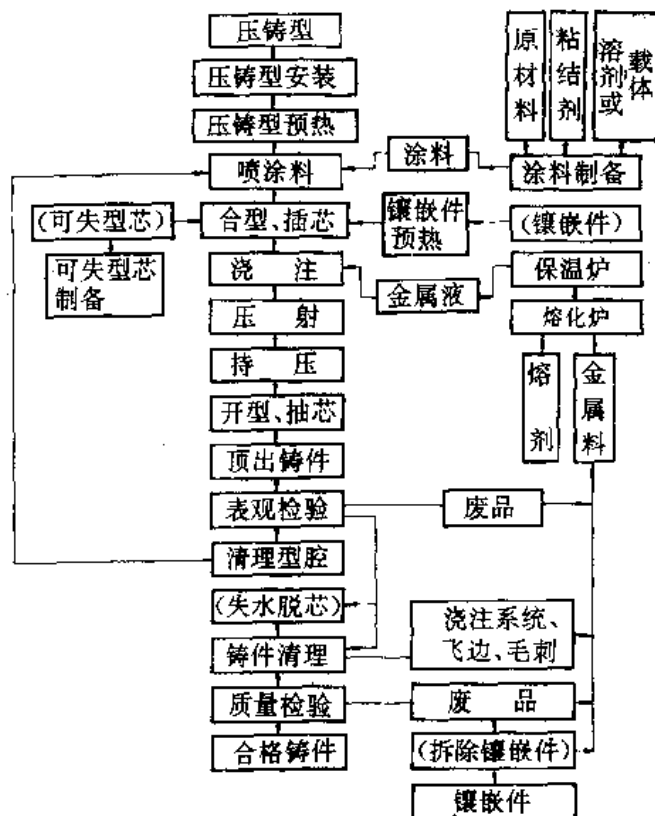 压铸型
压铸型安装
压铸型预热
喷涂料
合型、插芯
浇 注
压 射
持 压
开型、抽芯
顶出铸件
表观检验
清理型腔
(失水脱芯)
铸件清理
质量检验
合格铸件
(可失型芯)
可失型芯
制备
原材料
粘结剂
溶剂或
载体
涂料
涂料制备
镶嵌件
预热
(镶嵌件)
金属液
保温炉
熔化炉
熔剂
金属料
废品
浇注系统、
飞边、毛刺
废 品
(拆除镶嵌件)
镶嵌件